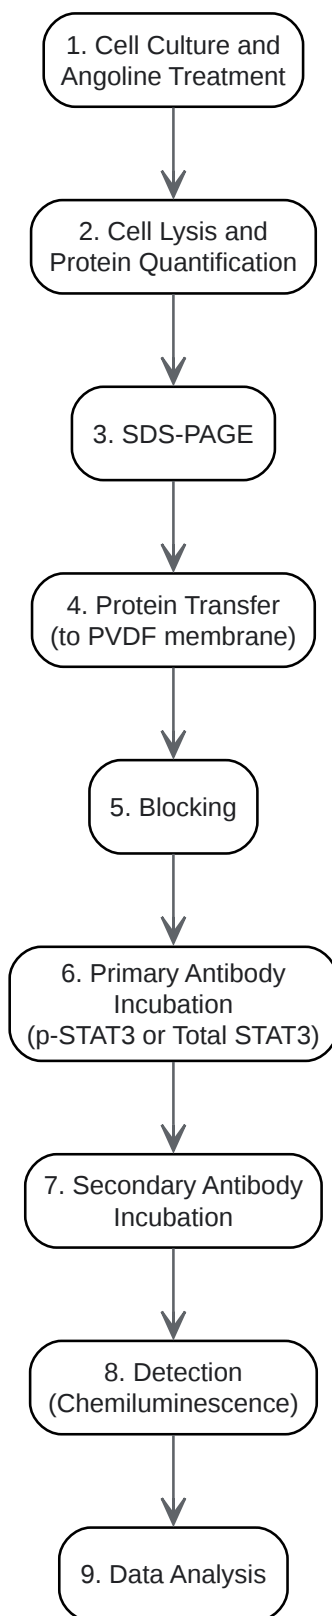 1. Cell Culture and
Angoline Treatment
2. Cell Lysis and
Protein Quantification
3. SDS-PAGE
4. Protein Transfer
(to PVDF membrane)
5. Blocking
6. Primary Antibody
Incubation
(p-STAT3 or Total STAT3)
7. Secondary Antibody
Incubation
8. Detection
(Chemiluminescence)
9. Data Analysis